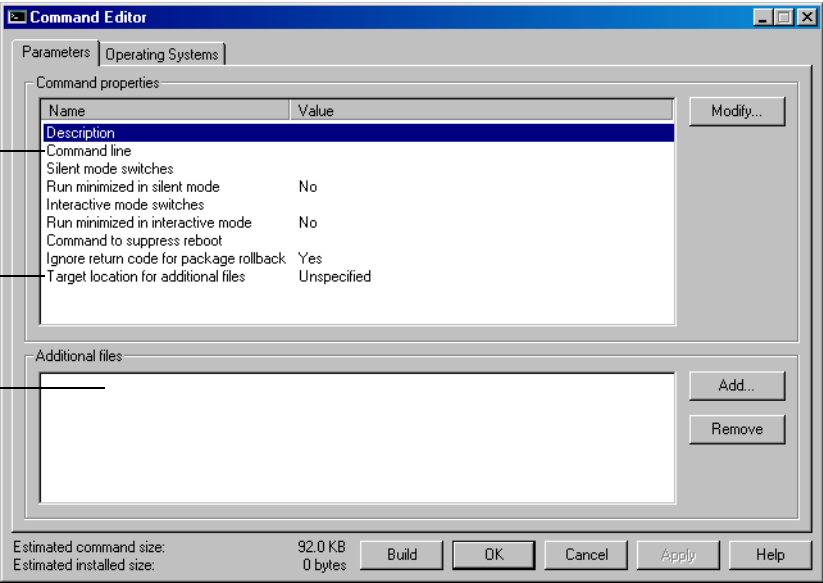 Command Editor
Parameters Operating Systems
Command properties
Name Value
Modify...
Description
Command line
Silent mode switches
Run minimized in silent mode No
Interactive mode switches
Run minimized in interactive mode No
Command to suppress reboot
Ignore return code for package rollback Yes
Target location for additional files Unspecified
Additional files
Add...
Remove
Estimated command size: 92.0 KB
Estimated installed size: 0 bytes
Build OK Cancel Apply Help